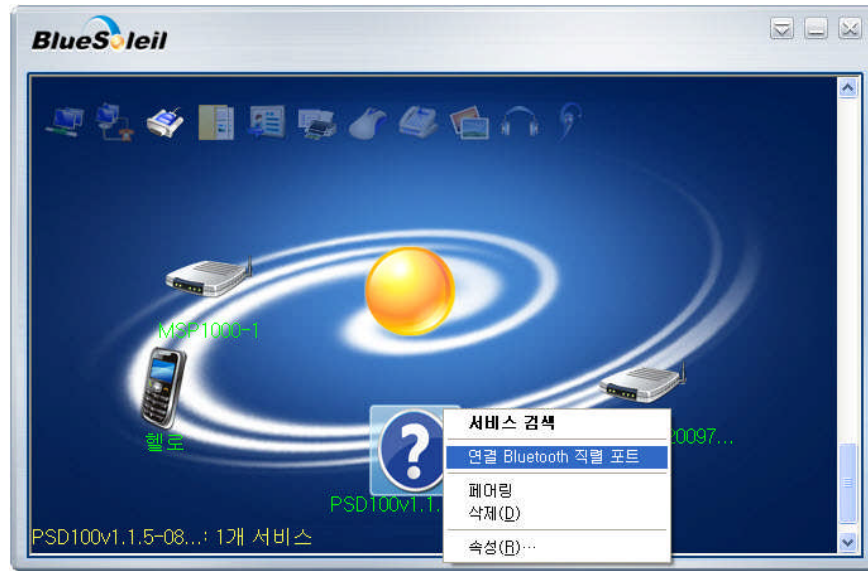 BlueSoleil
MSP1000-1
헬로
서비스 검색
연결 Bluetooth 직렬 포트
20097...
페어링
PSD100v1.1.
삭제(D)
속성(R)...
PSD100v1.1.5-08...: 1개 서비스